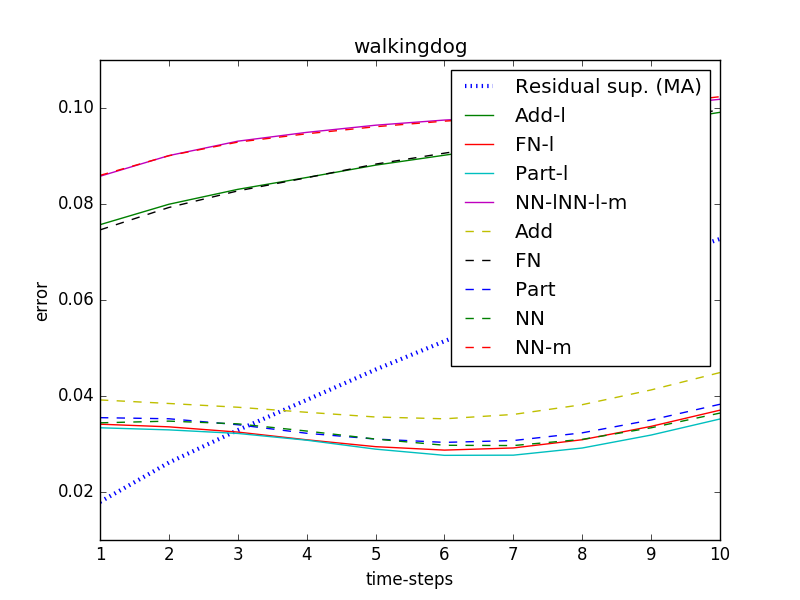 walkingdog
0.10
0.08
0.06
0.04
0.02
error
Residual sup. (MA)
Add-l
FN-l
Part-l
NN-lNN-l-m
Add
FN
Part
NN
NN-m
1 2 3 4 5 6 7 8 9 10
time-steps